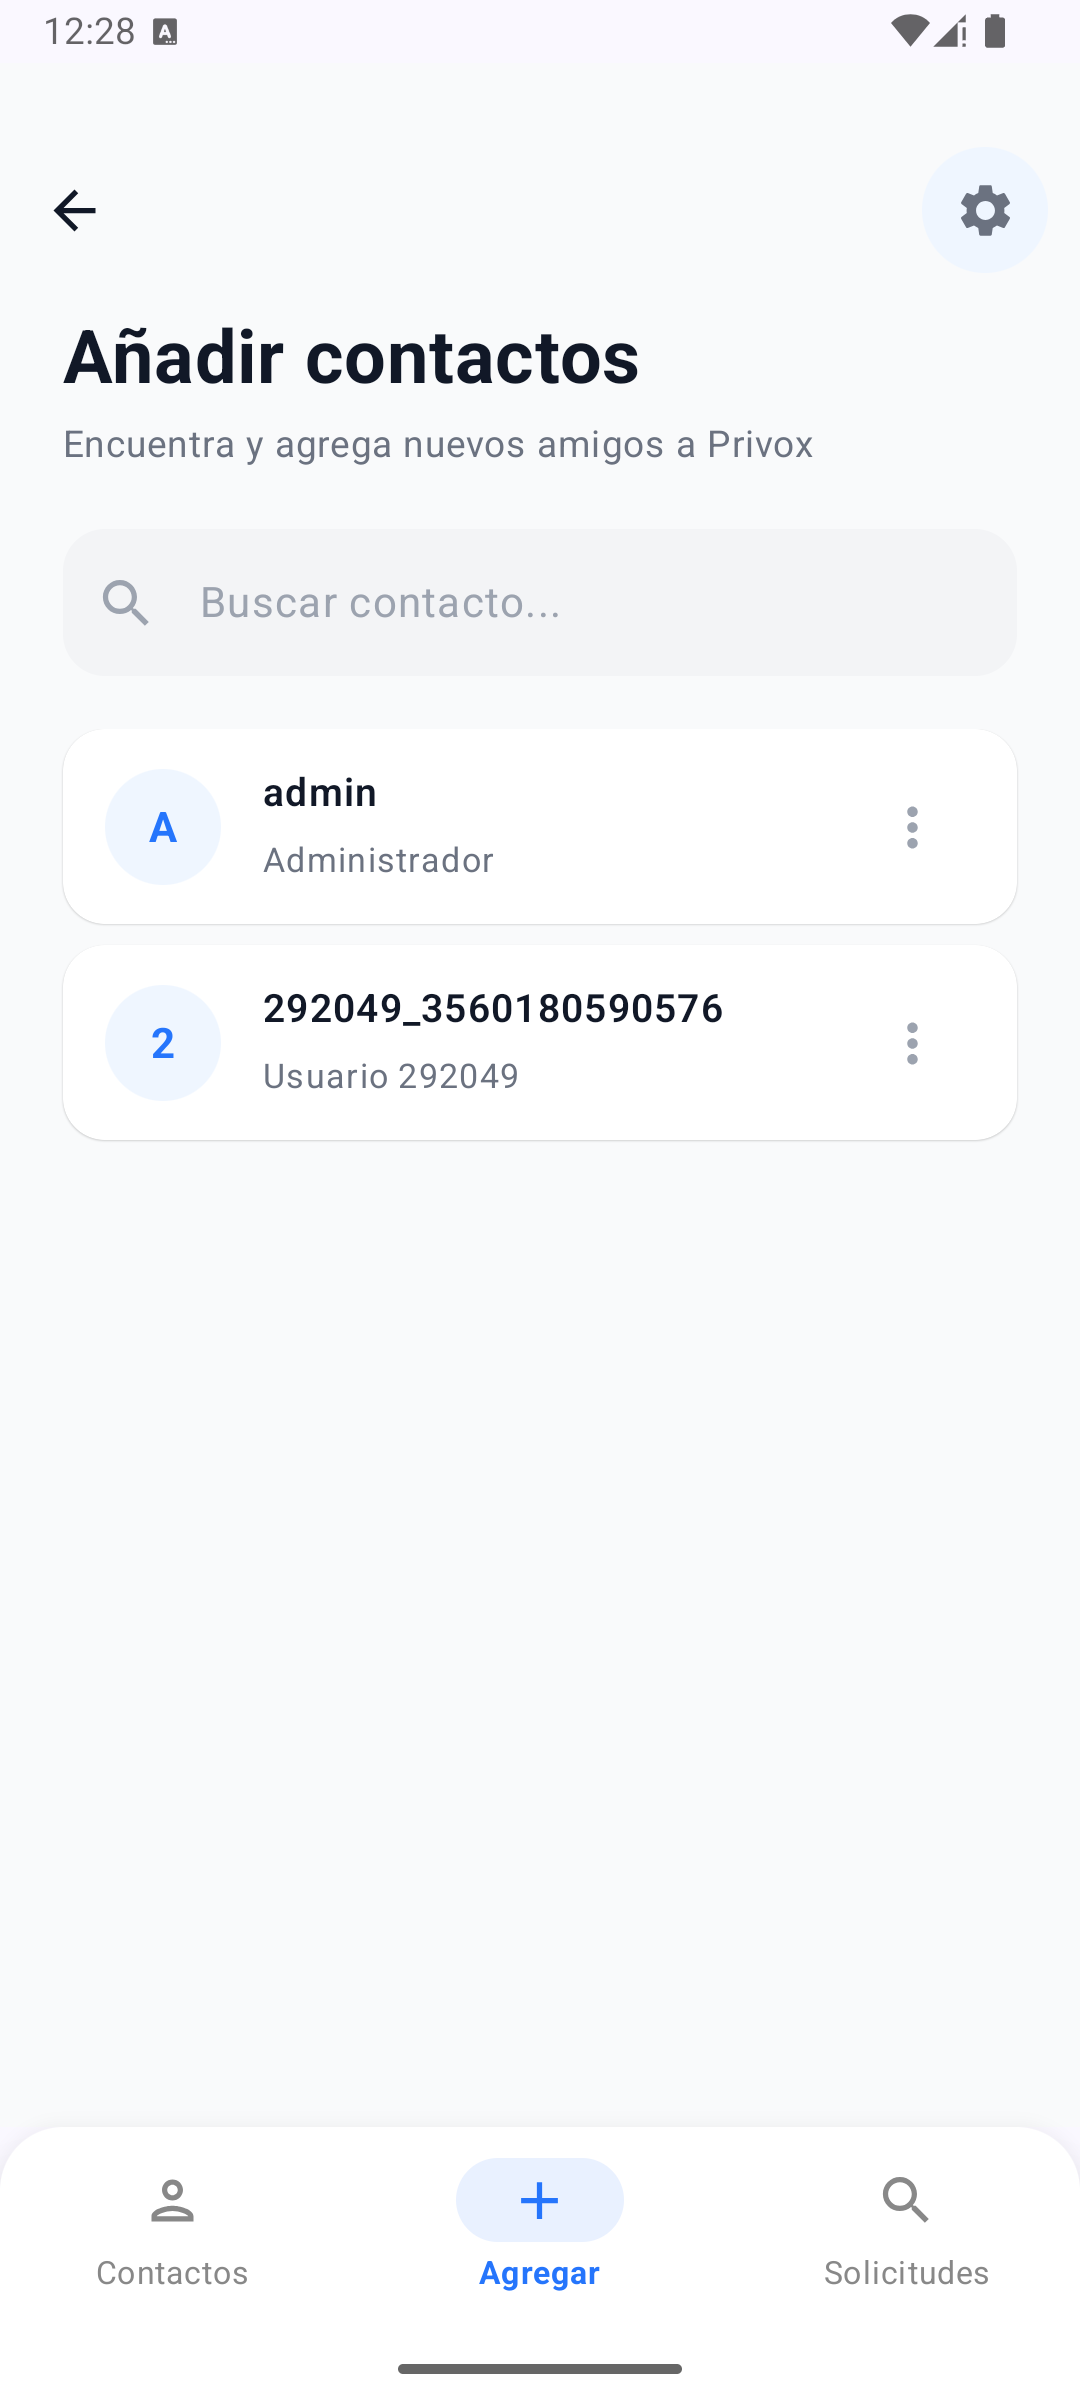 12:28
Añadir contactos
Encuentra y agrega nuevos amigos a Privox
Buscar contacto...
A
admin
Administrador
2
292049_3560180590576
Usuario 292049
Contactos
Agregar
Solicitudes